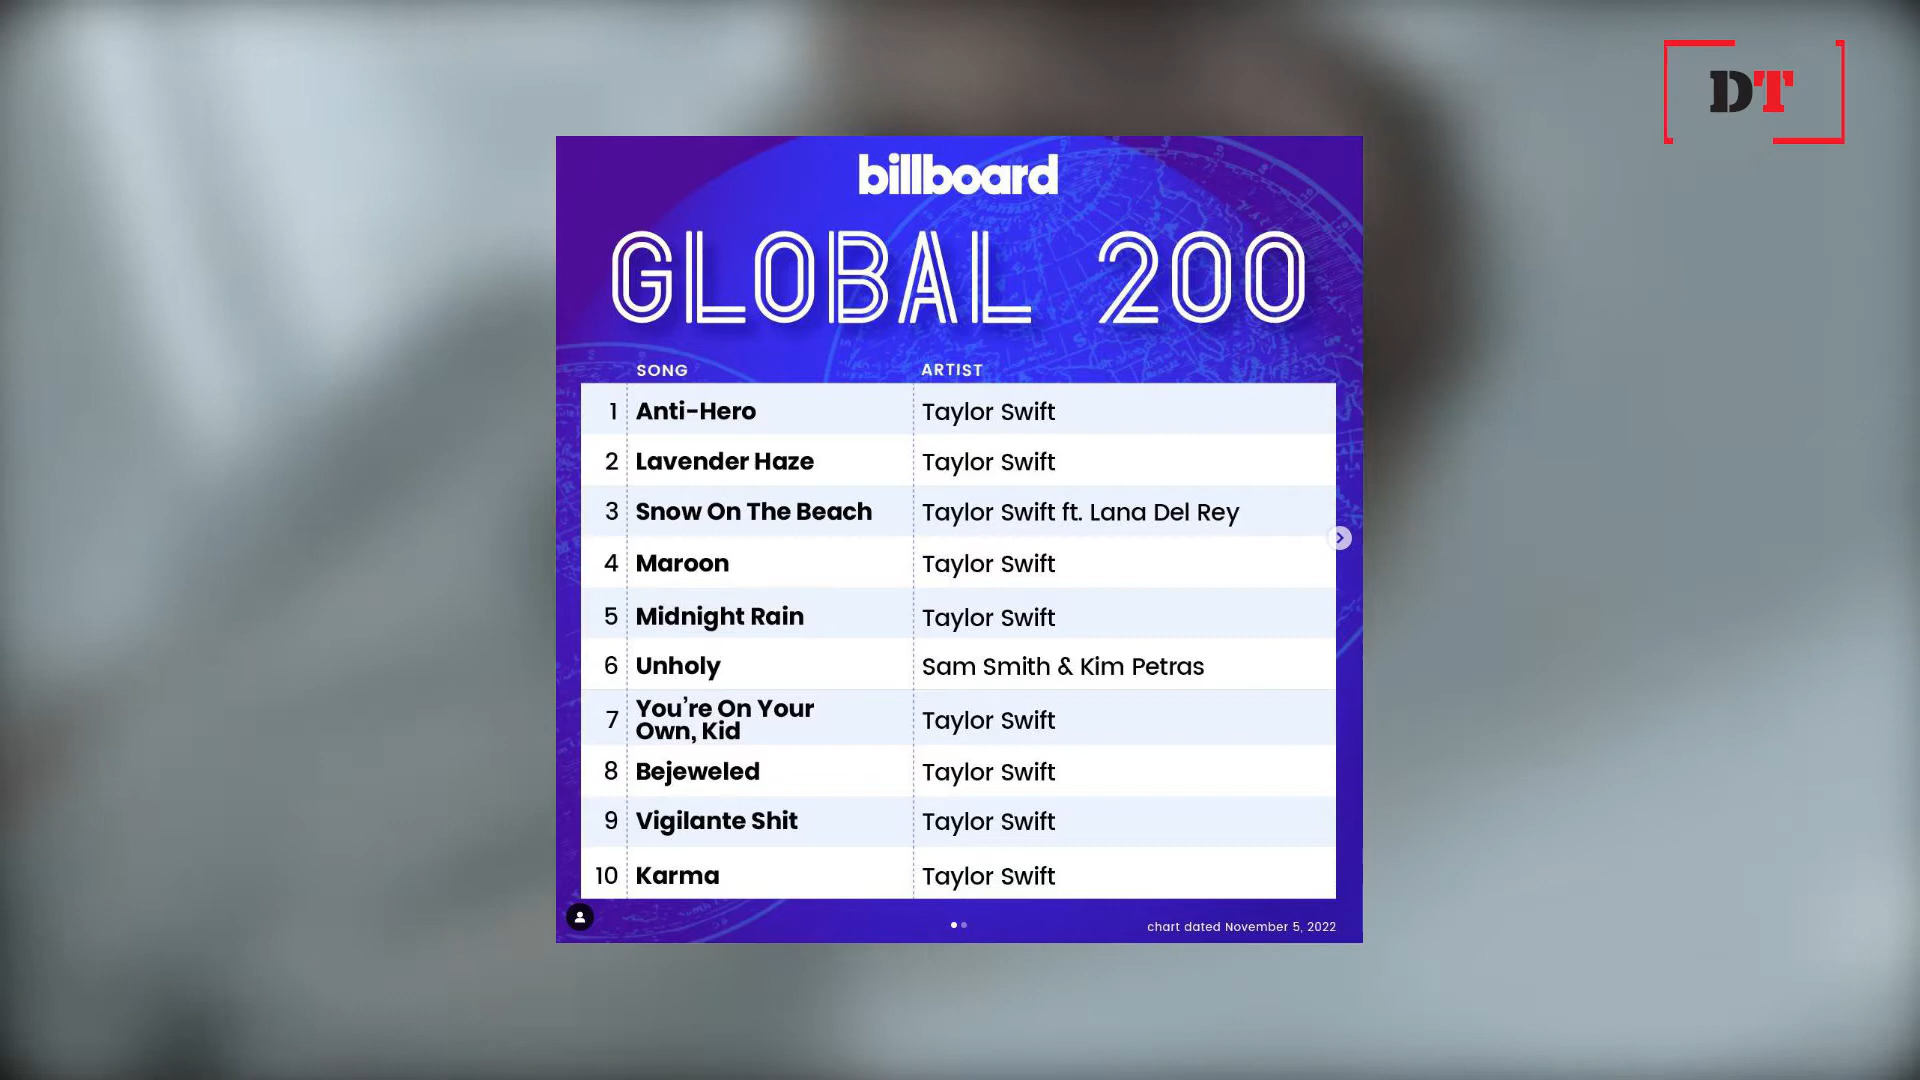 DT
billboard
GLOBAL 200
SONG ARTIST
1 Anti-Hero Taylor Swift
2 Lavender Haze Taylor Swift
3 Snow On The Beach Taylor Swift ft. Lana Del Rey
4 Maroon Taylor Swift
5 Midnight Rain Taylor Swift
6 Unholy Sam Smith & Kim Petras
7 You’re On Your
Own, Kid Taylor Swift
8 Bejeweled Taylor Swift
9 Vigilante Shit Taylor Swift
10 Karma Taylor Swift
chart dated November 5, 2022